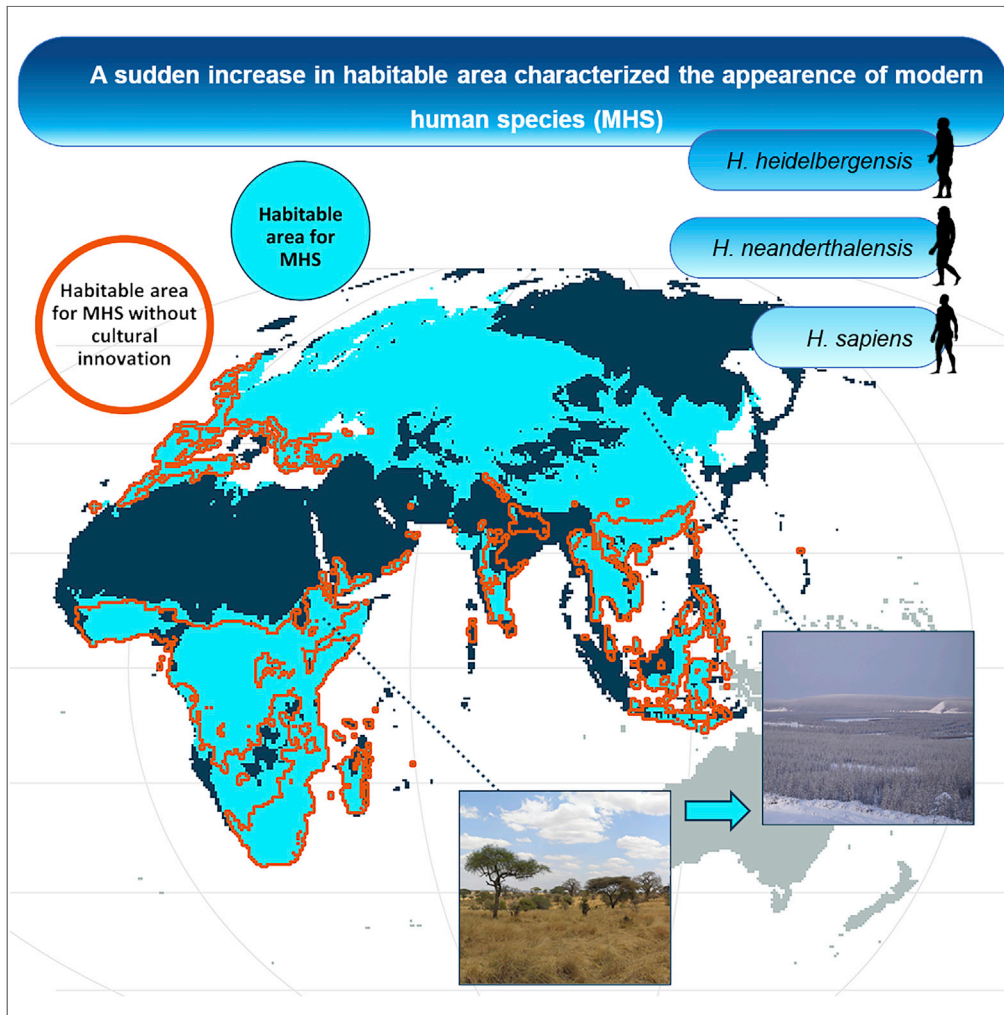 A sudden increase in habitable area characterized the appearence of modern
human species (MHS)
H. heidelbergensis
Habitable
area for
MHS
H. neanderthalensis
Habitable area
for MHS without
cultural
innovation
H. sapiens